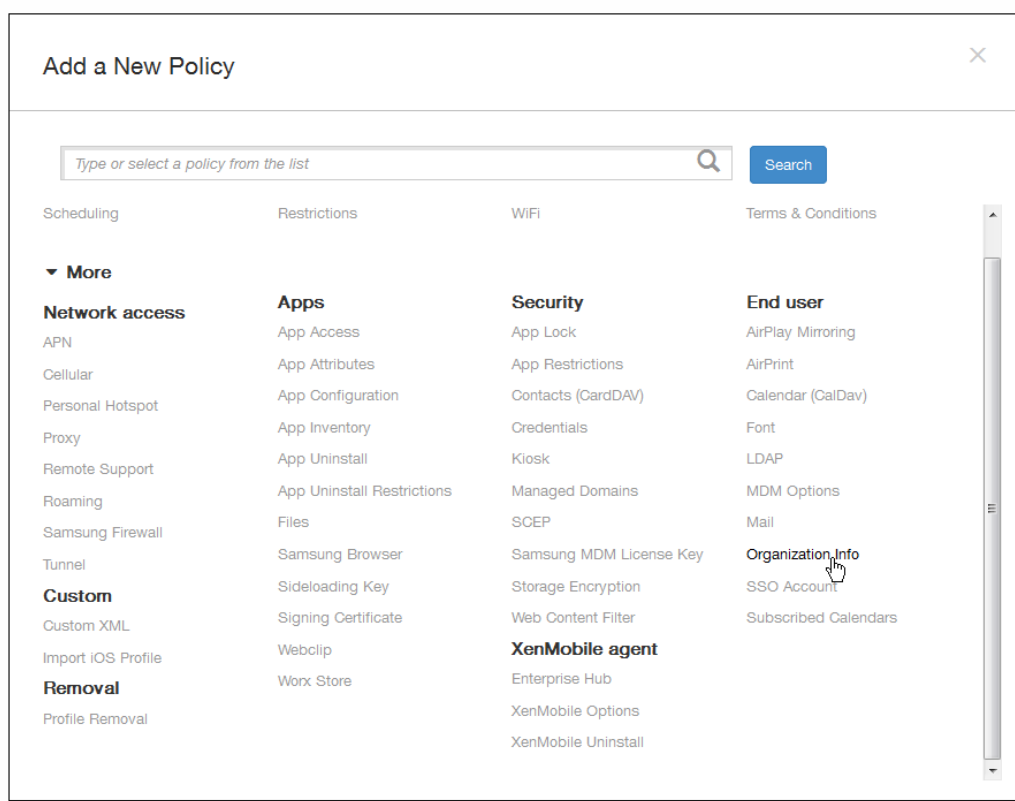 Add a New Policy
Type or select a policy from the list
Search
Scheduling
Restrictions
WiFi
Terms & Conditions
More
Network access
APN
Cellular
Personal Hotspot
Proxy
Remote Support
Roaming
Samsung Firewall
Tunnel
Custom
Custom XML
Import iOS Profile
Removal
Profile Removal
Apps
App Access
App Attributes
App Configuration
App Inventory
App Uninstall
App Uninstall Restrictions
Files
Samsung Browser
Sideloading Key
Signing Certificate
Webclip
Worx Store
Security
App Lock
App Restrictions
Contacts (CardDAV)
Credentials
Kiosk
Managed Domains
SCEP
Samsung MDM License Key
Storage Encryption
Web Content Filter
XenMobile agent
Enterprise Hub
XenMobile Options
XenMobile Uninstall
End user
AirPlay Mirroring
AirPrint
Calendar (CalDav)
Font
LDAP
MDM Options
Mail
Organization Info
SSO Account
Subscribed Calendars